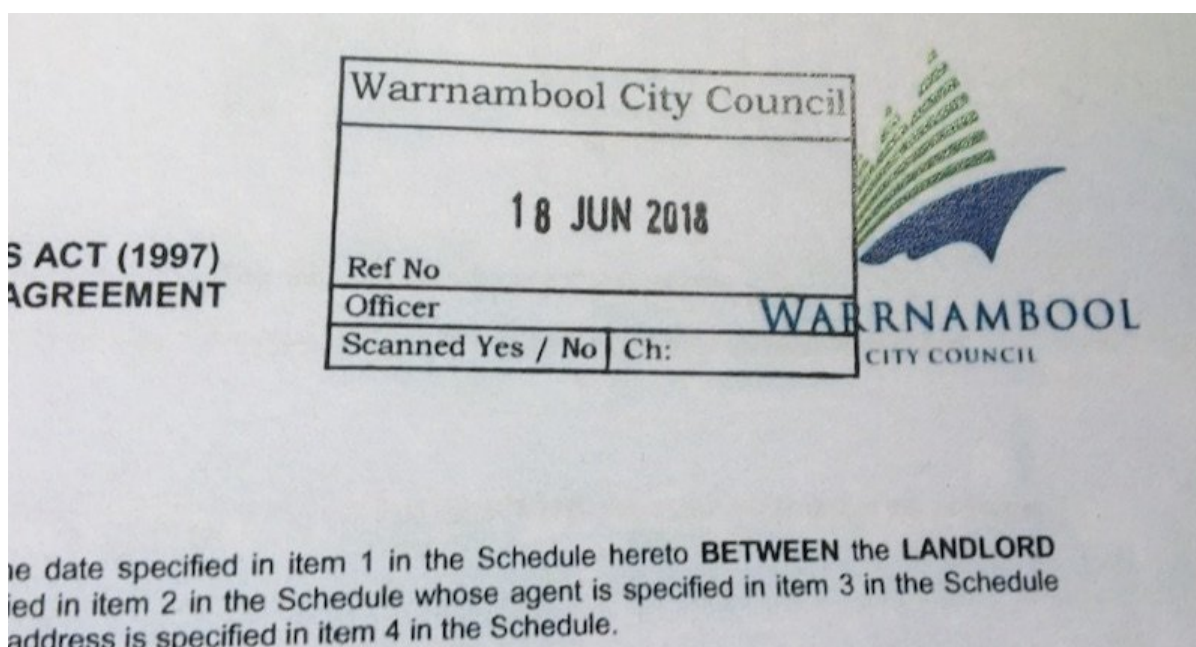 Warrnambool City Council
18 JUN 2018
Ref No
Officer
Scanned Yes / No Ch:
WARRNAMBOOL
CITY COUNCIL
S ACT (1997)
AGREEMENT
he date specified in item 1 in the Schedule hereto BETWEEN the LANDLORD
ied in item 2 in the Schedule whose agent is specified in item 3 in the Schedule
address is specified in item 4 in the Schedule.